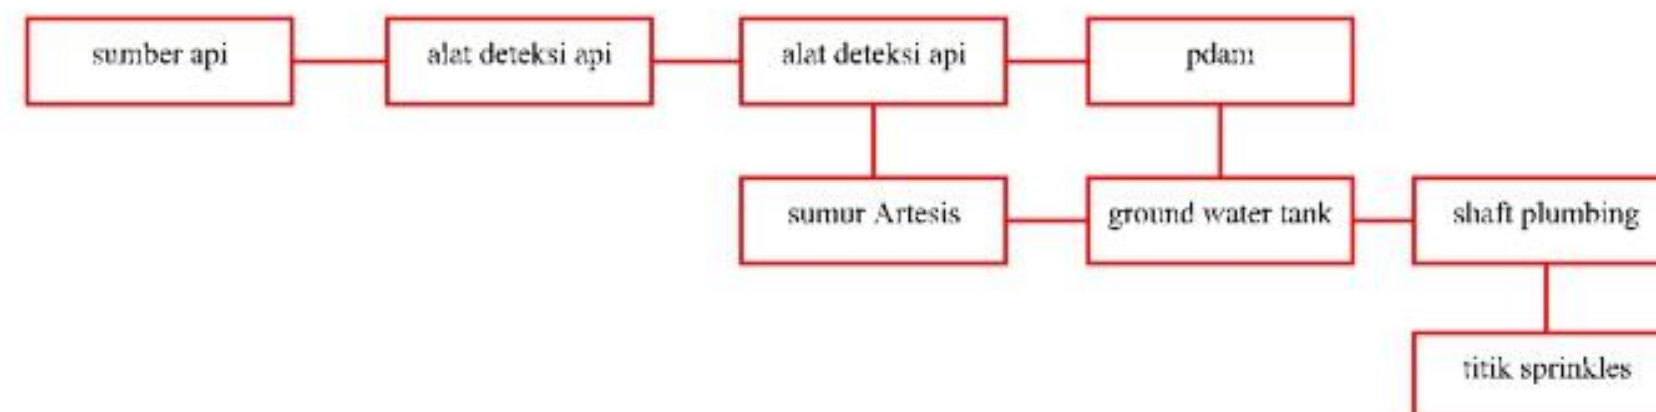 sumber api
alat deteksi api
alat deteksi api
pdam
sumur Artesis
ground water tank
shaft plumbing
titik sprinkles